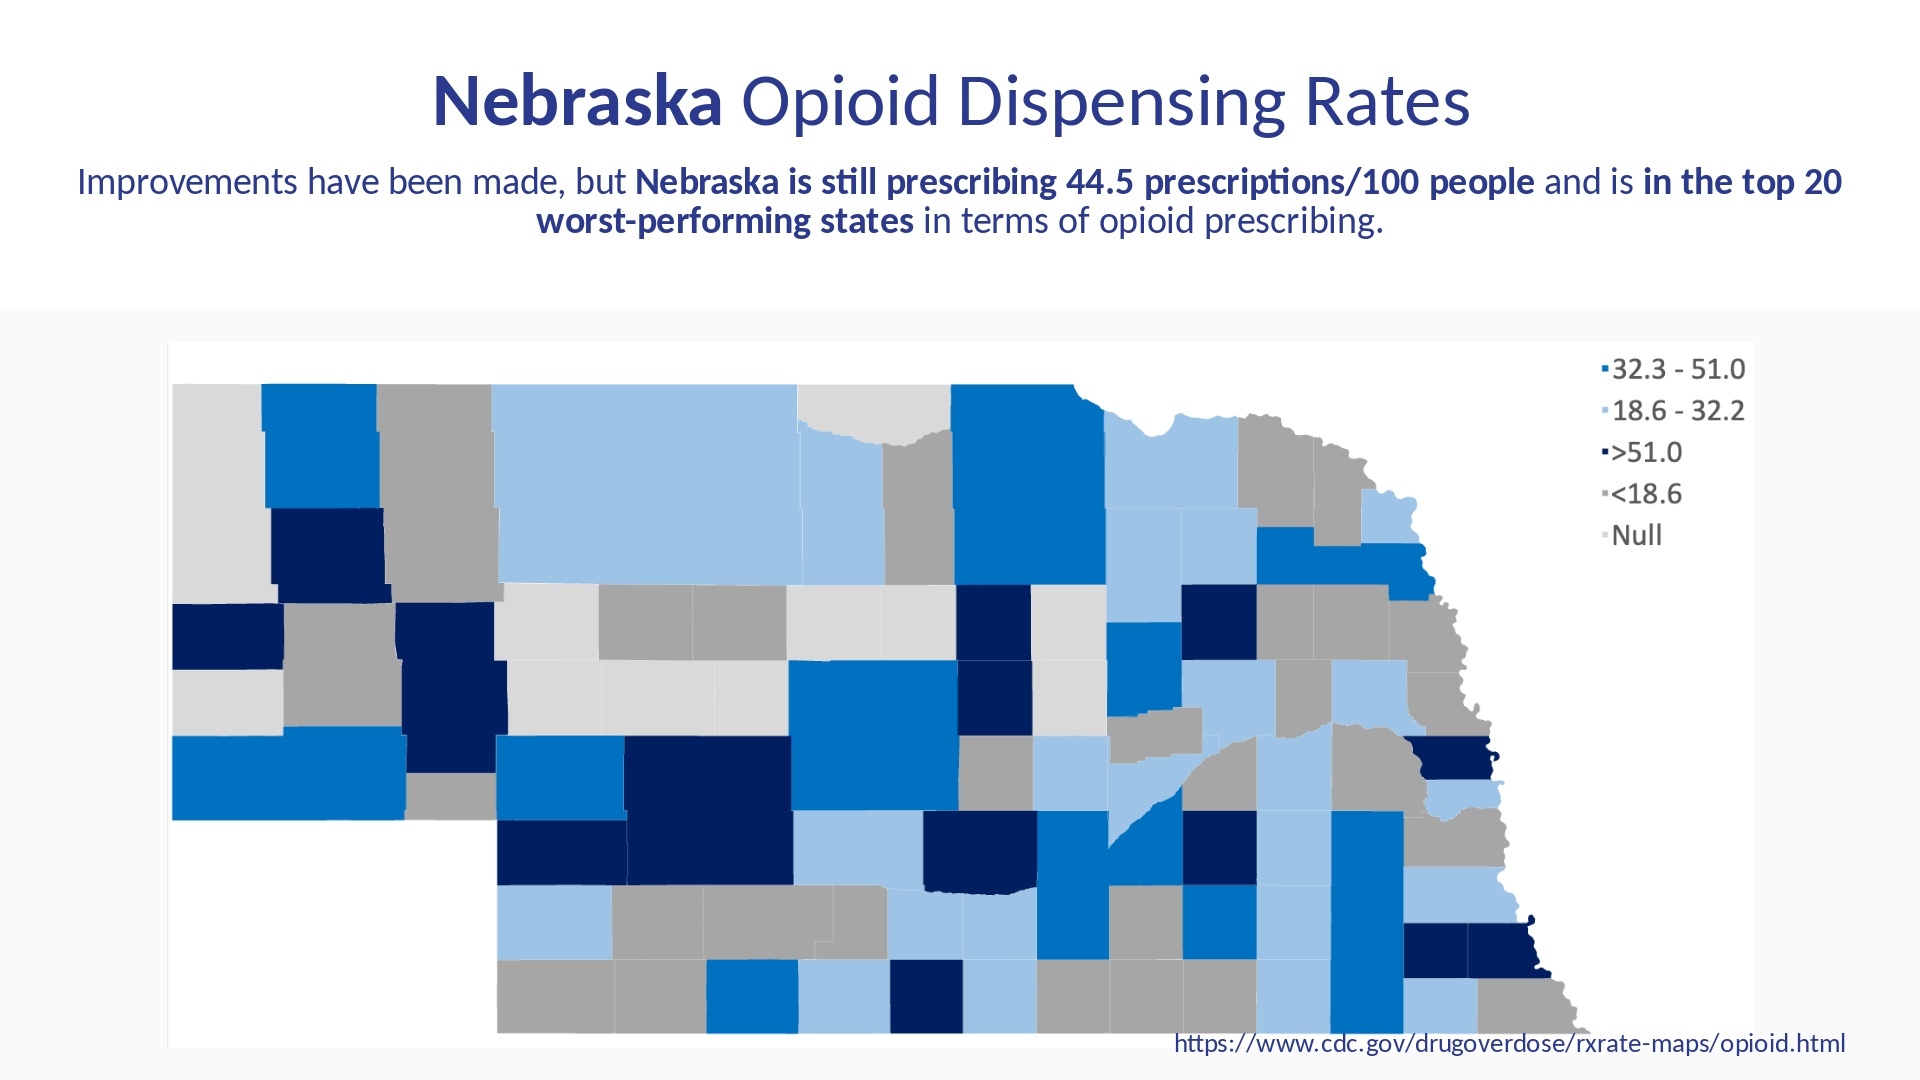 Nebraska Opioid Dispensing Rates
Improvements have been made, but Nebraska is still prescribing 44.5 prescriptions/100 people and is in the top 20
worst-performing states in terms of opioid prescribing.
32.3 - 51.0
18.6 - 32.2
>51.0
<18.6
Null
https://www.cdc.gov/drugoverdose/rxrate-maps/opioid.html